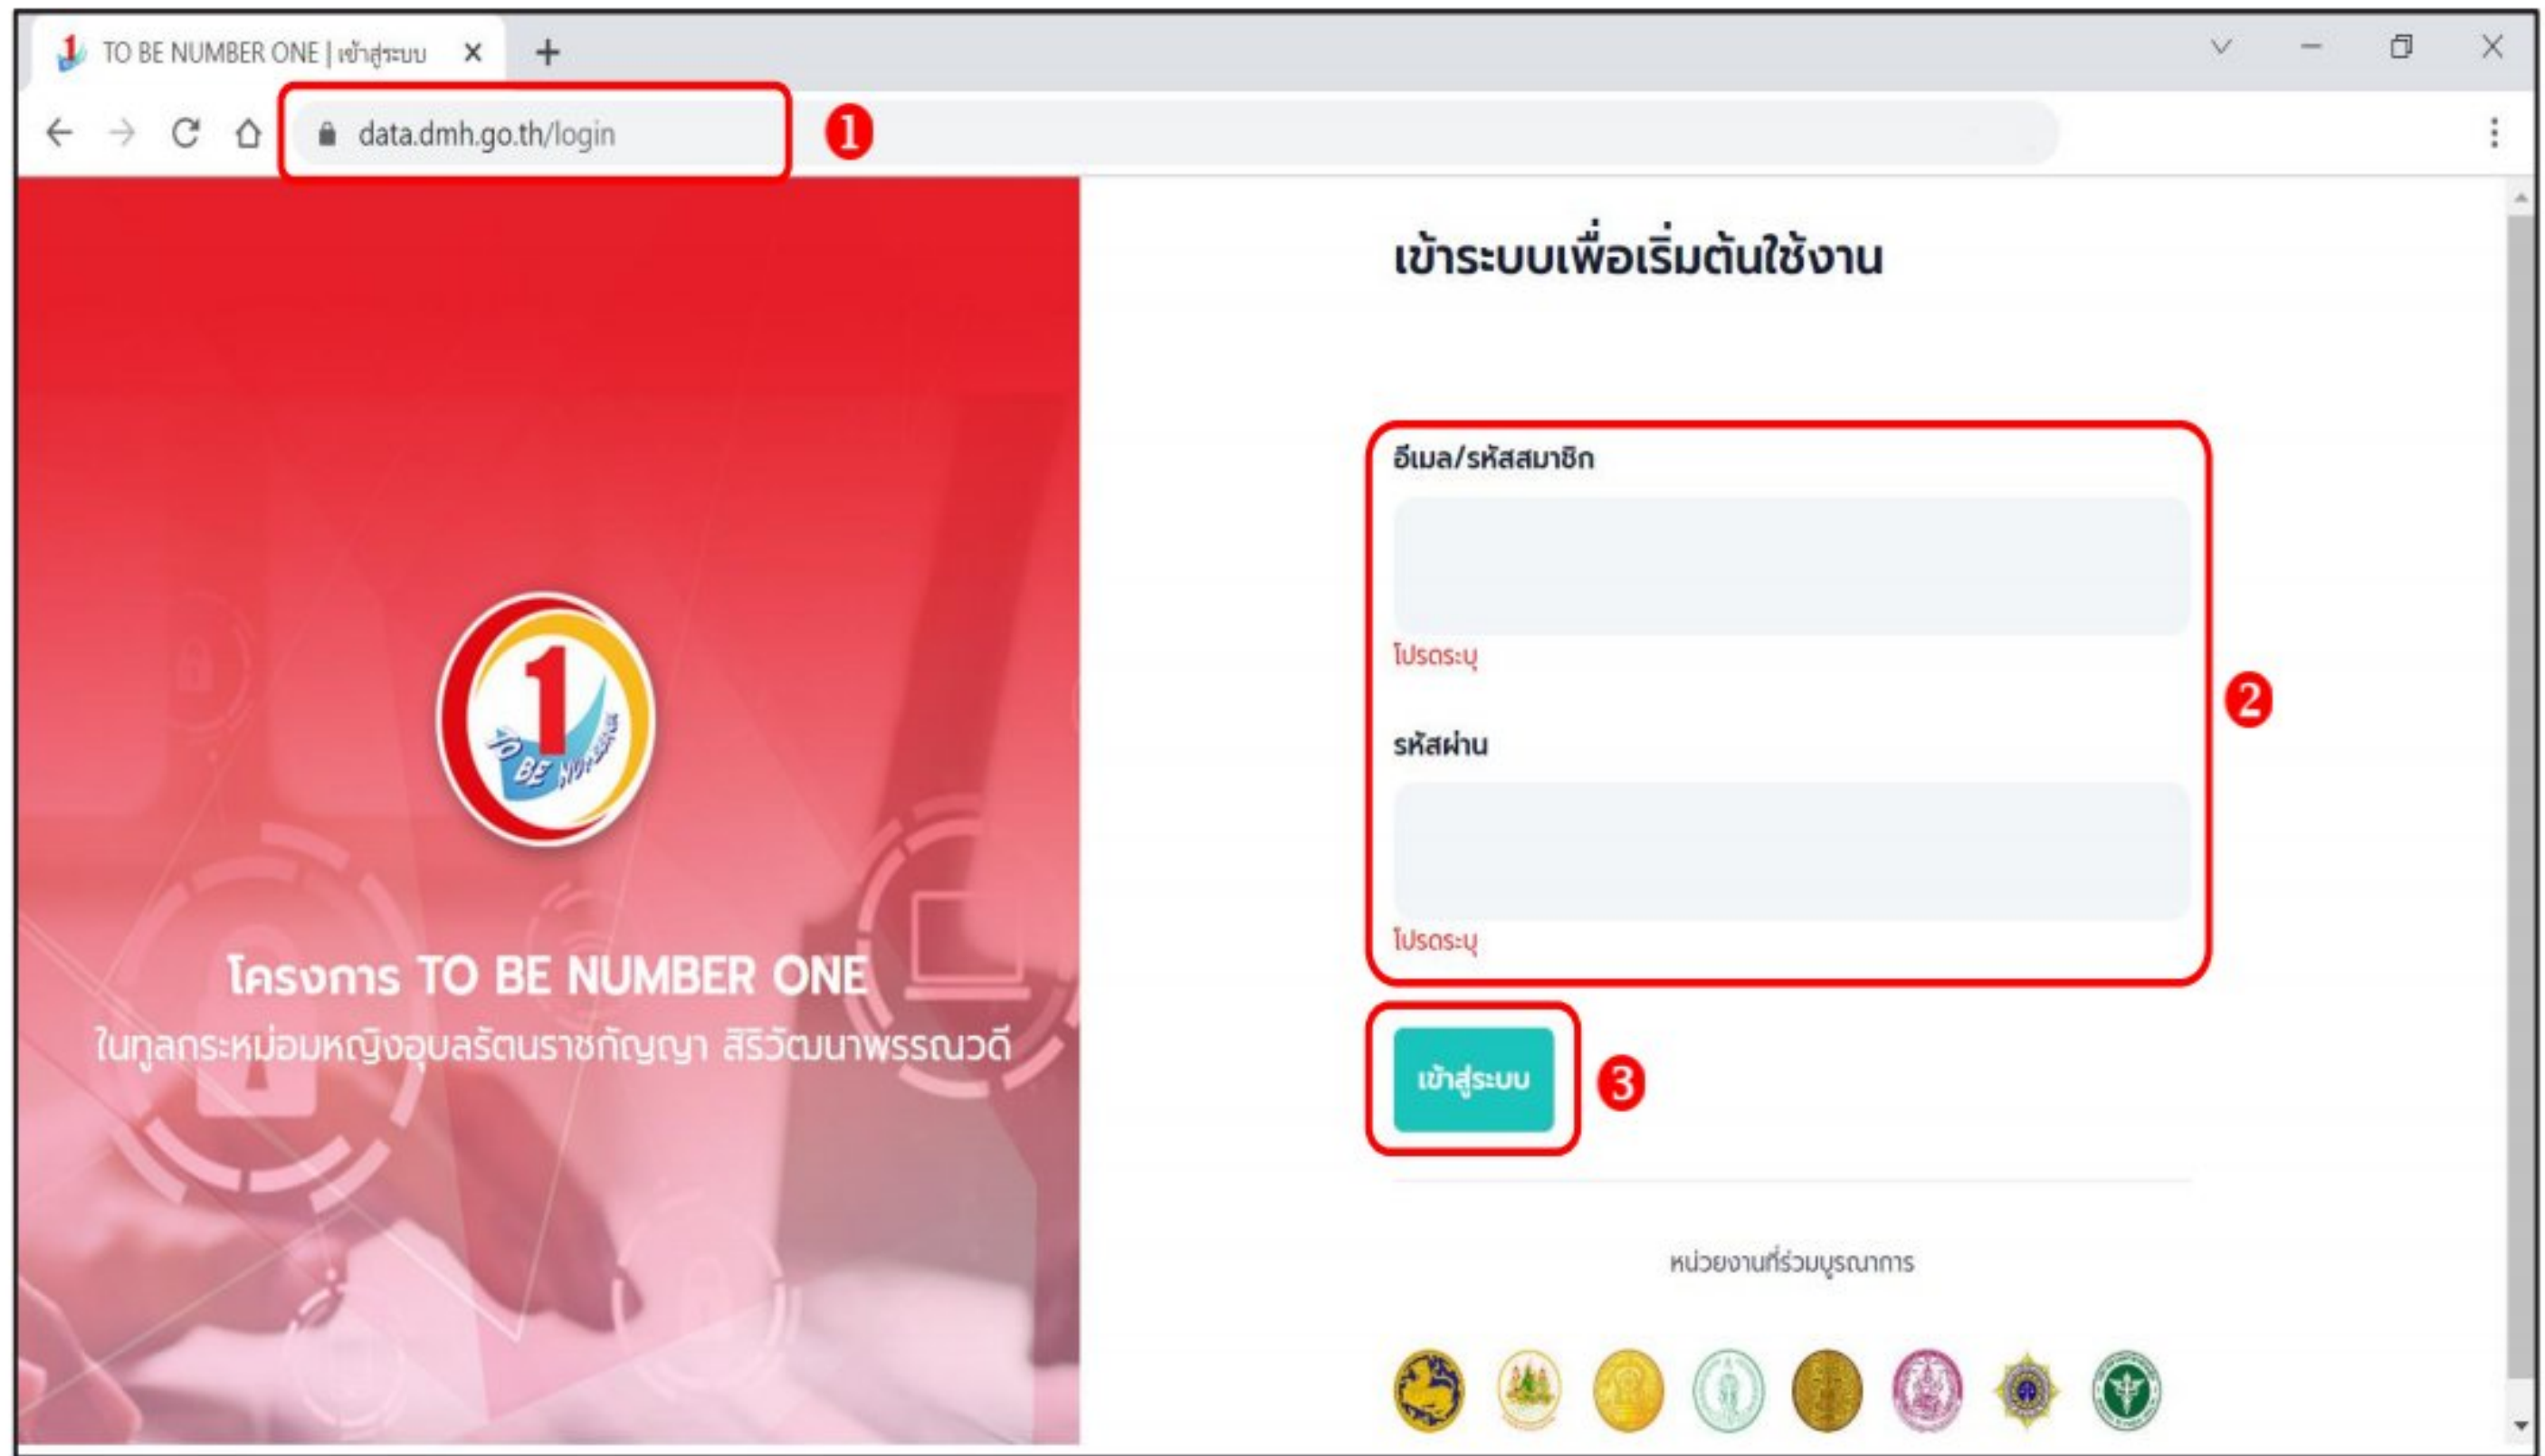 TO BE NUMBER ONE | เข้าสู่ระบบ
data.dmh.go.th/login
1
เข้าระบบเพื่อเริ่มต้นใช้งาน
อีเมล/รหัสสมาชิก
โปรดระบุ
2
รหัสผ่าน
โปรดระบุ
เข้าสู่ระบบ
3
1
TO BE NUMBER ONE
โครงการ TO BE NUMBER ONE
ในทูลกระหม่อมหญิงอุบลรัตนราชกัญญา สิริวัฒนาพรรณวดี
หน่วยงานที่ร่วมบูรณาการ